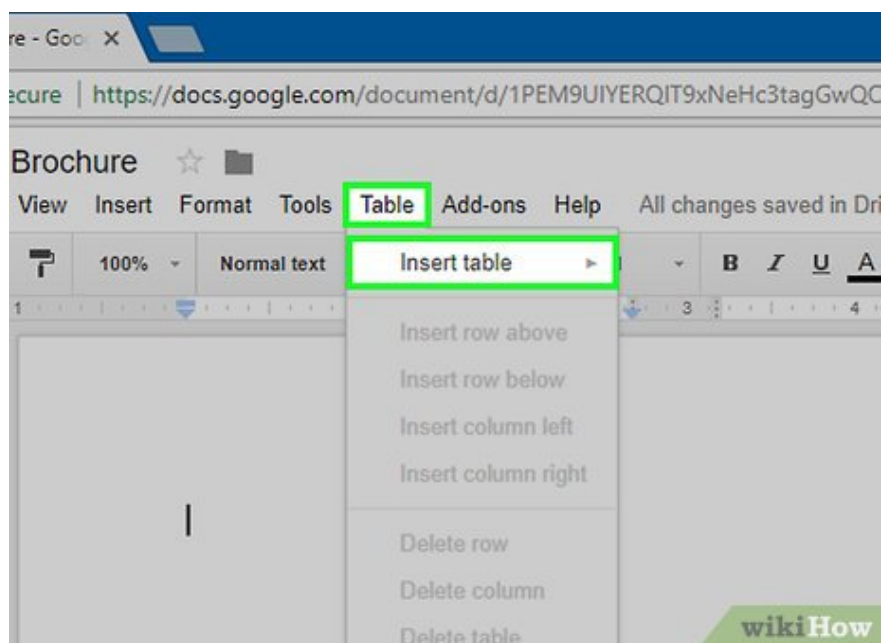 re - Goo
ecure | https://docs.google.com/document/d/1PEM9UIYERQIT9xNeHc3tagGwQC
Brochure
View Insert Format Tools Table Add-ons Help All changes saved in Dri
100% Normal text B I U A
Insert table
1 3 4
Insert row above
Insert row below
Insert column left
Insert column right
Delete row
Delete column
Delete table
wikiHow